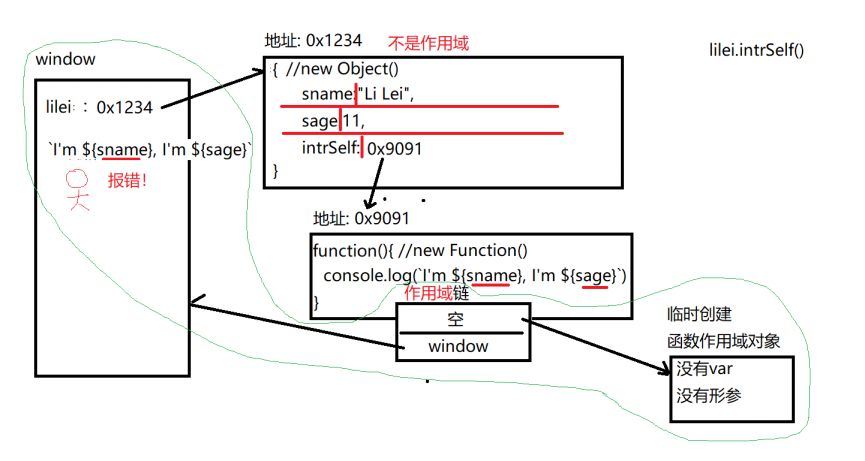 地址: 0x1234 不是作用域
lilei.intrSelf()
window
{ //new Object()
sname:"Li Lei",
sage:11,
intrSelf: 0x9091
}
lilei: : 0x1234
`I'm ${sname}, I'm ${sage}`
报错!
地址: 0x9091
function(){ //new Function()
console.log(`I'm ${sname}, I'm ${sage}`)
}
作用域链
空
window
临时创建
函数作用域对象
没有var
没有形参